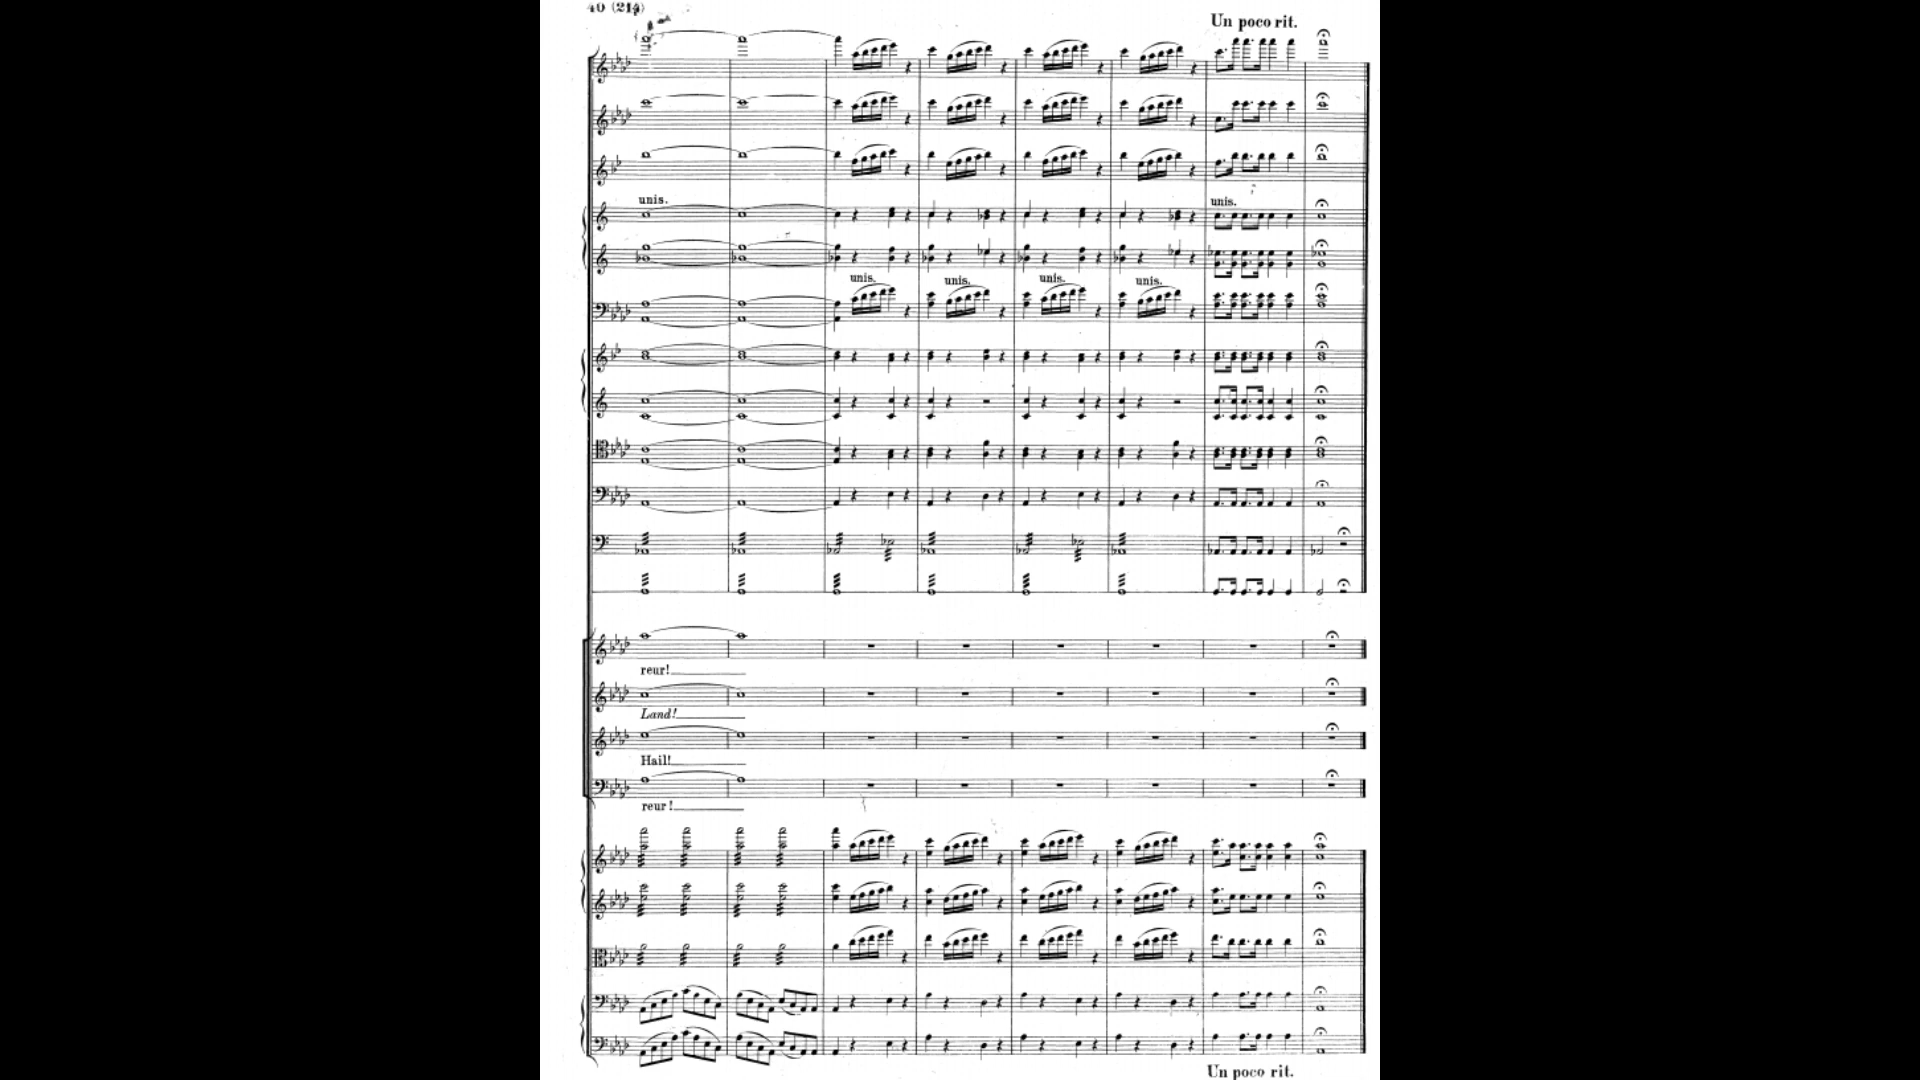 40 (214)
Un poco rit.
unis.
unis.
unis.
unis.
unis.
unis.
reur!
Land!
Hail!
reur!
Un poco rit.